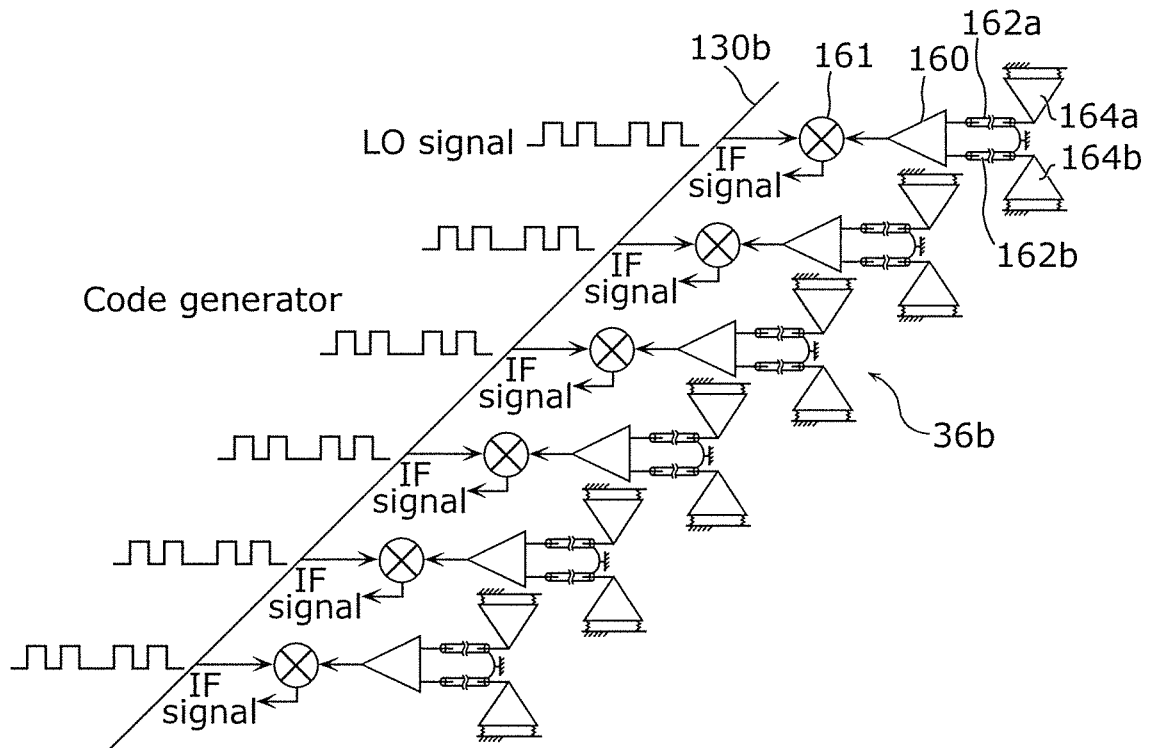 162a
130b
161
160
LO signal
164a
IF
signal
164b
162b
IF
signal
Code generator
IF
signal
36b
IF
signal
IF
signal
IF
signal